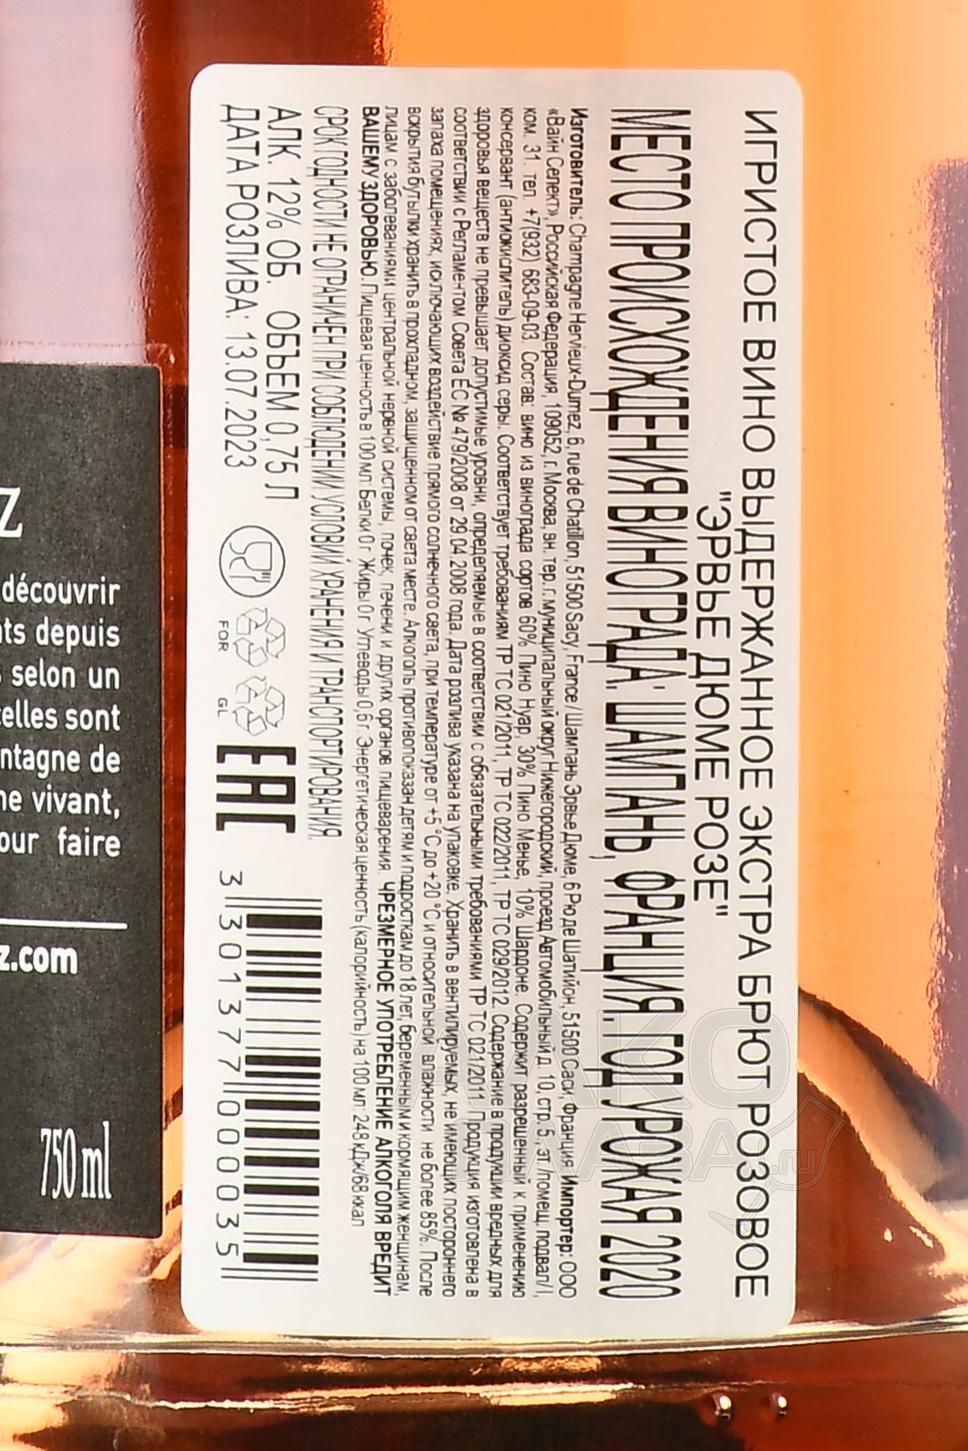 ИГРИСТОЕ ВИНО ВЫДЕРЖАННОЕ ЭКСТРА БРЮТ РОЗОВОЕ
"ЭРВЬЕ ДЮМЕ РОЗЕ"
МЕСТО ПРОИСХОЖДЕНИЯ ВИНОГРАДА: ШАМПАНЬ, ФРАНЦИЯ. ГОД УРОЖАЯ 2020
Изготовитель: Champagne Hervieux-Dumez, 6, rue de Chatillon, 51500 Sacy, France / Шампань Эрвье Дюме, 6 Рю де Шатийон, 51500 Саси, Франция. Импортер: ООО
«Вайн Селект», Российская Федерация, 109052, г. Москва, вн. тер. г. муниципальный округ Нижегородский, проезд Автомобильный д. 10, стр. 5., эт. /помещ. подвал/I,
ком. 31. тел. +7(932) 683-09-03. Состав: вино из винограда сортов 60% Пино Нуар, 30% Пино Менье, 10% Шардоне. Содержит разрешенный к применению
консервант (антиокислитель) диоксид серы. Соответствует требованиям ТР ТС 021/2011, ТР ТС 022/2011, ТР ТС 029/2012. Содержание в продукции вредных для
здоровья веществ не превышает допустимые уровни, определяемые в соответствии с обязательными требованиями ТР ТС 021/2011. Продукция изготовлена в
соответствии с Регламентом Совета ЕС № 479/2008 от 29.04.2008 года. Дата розлива указана на упаковке. Хранить в вентилируемых, не имеющих постороннего
запаха помещениях, исключающих воздействие прямого солнечного света, при температуре от +5 °C до +20 °C и относительной влажности не более 85%. После
вскрытия бутылки хранить в прохладном, защищенном от света месте. Алкоголь противопоказан детям и подросткам до 18 лет, беременным и кормящим женщинам,
лицам с заболеваниями центральной нервной системы, почек, печени и других органов пищеварения. ЧРЕЗМЕРНОЕ УПОТРЕБЛЕНИЕ АЛКОГОЛЯ ВРЕДИТ
ВАШЕМУ ЗДОРОВЬЮ. Пищевая ценность в 100 мл: Белки 0 г. Жиры 0 г. Углеводы 0,6 г. Энергетическая ценность (калорийность) на 100 мл: 248 кДж/68 ккал
СРОК ГОДНОСТИ НЕ ОГРАНИЧЕН ПРИ СОБЛЮДЕНИИ УСЛОВИЙ ХРАНЕНИЯ И ТРАНСПОРТИРОВАНИЯ.
АЛК. 12% ОБ. ОБЪЕМ 0,75 Л
ДАТА РОЗЛИВА: 13.07.2023
FOR
GL
EAC
3 301377 000035
Z
découvrir
depuis
selon un
sont
de
vivant,
faire
z.com
750 ml